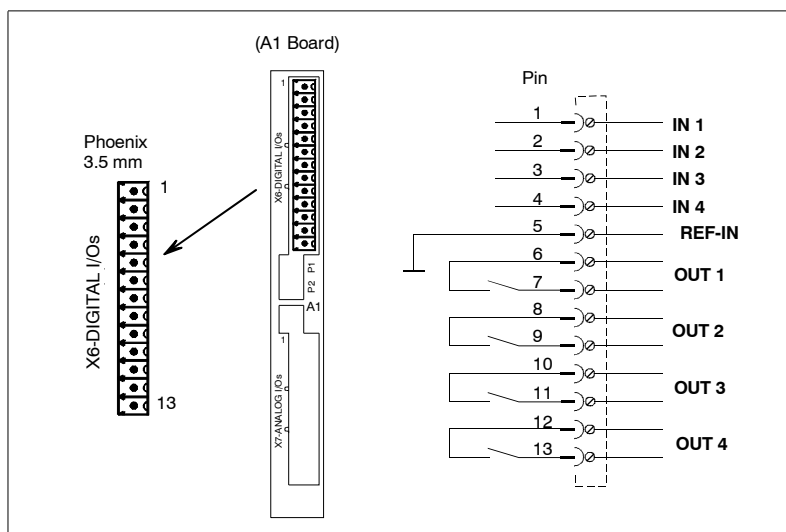 (A1 Board)
1
X6-DIGITAL I/Os
P1
P2
A1
1
X7-ANALOG I/Os
Phoenix
3.5 mm
1
X6-DIGITAL I/Os
13
Pin
1 IN 1
2 IN 2
3 IN 3
4 IN 4
5 REF-IN
6
OUT 1
7
8
OUT 2
9
10
OUT 3
11
12
OUT 4
13